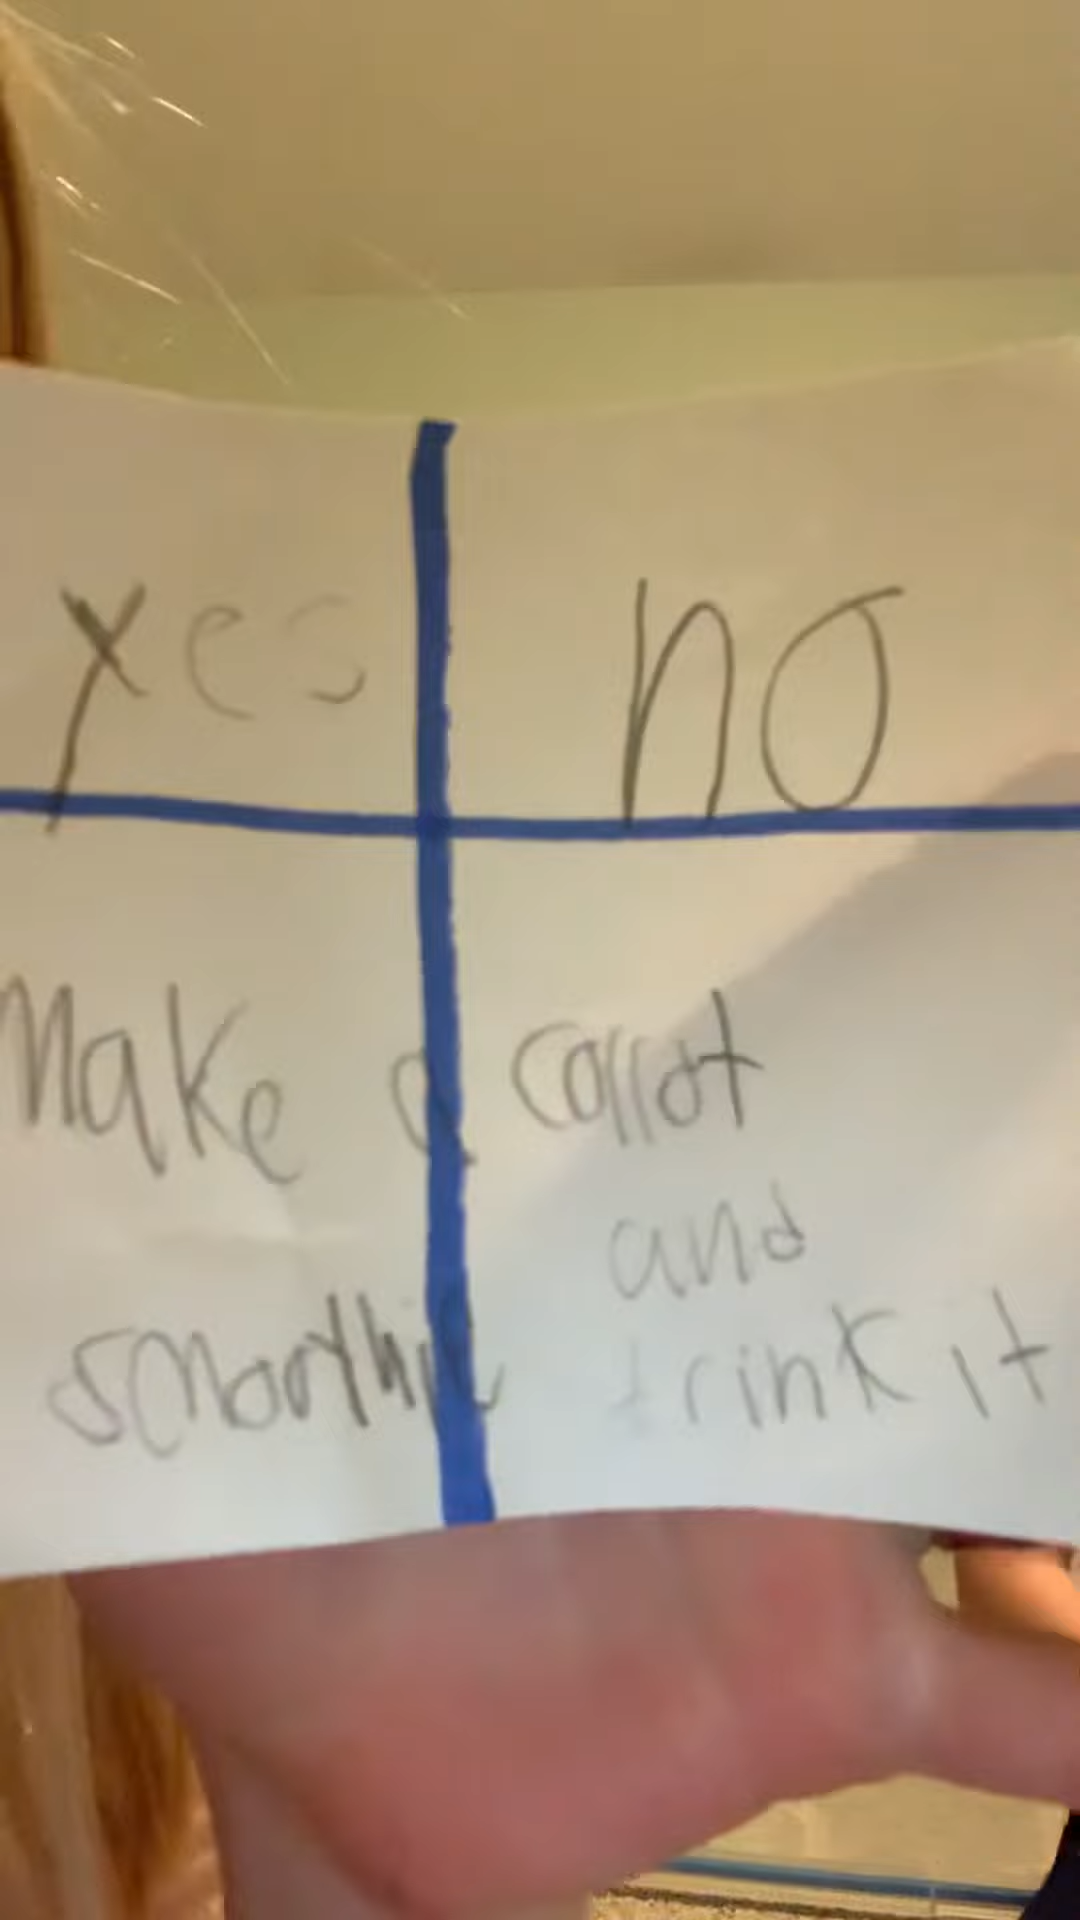 yes no
Make a carrot
and
smoothie drink it